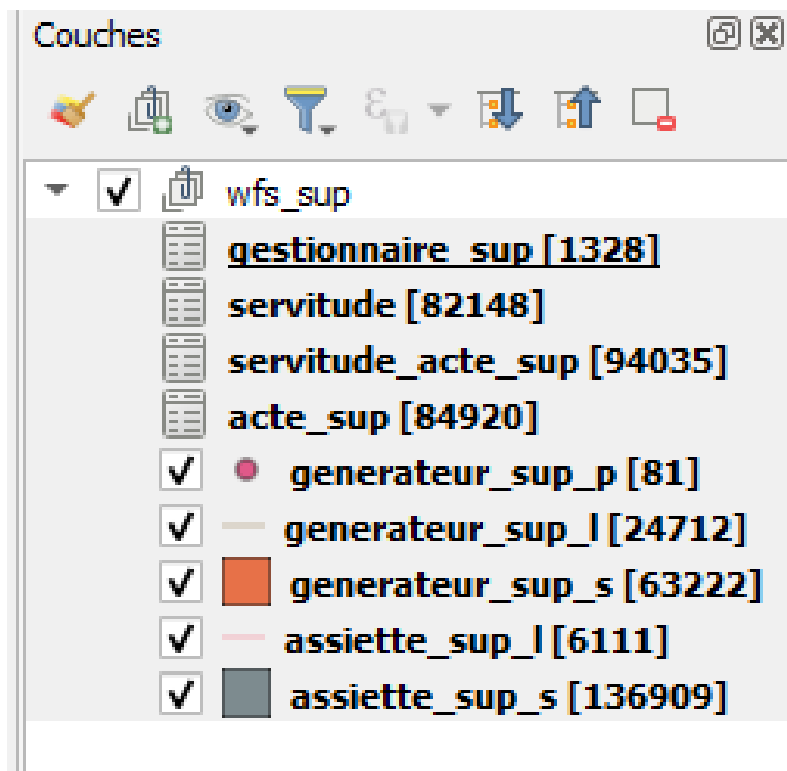 Couches
wfs_sup
gestionnaire_sup [1328]
servitude [82148]
servitude_acte_sup [94035]
acte_sup [84920]
generateur_sup_p [81]
generateur_sup_l [24712]
generateur_sup_s [63222]
assiette_sup_l [6111]
assiette_sup_s [136909]